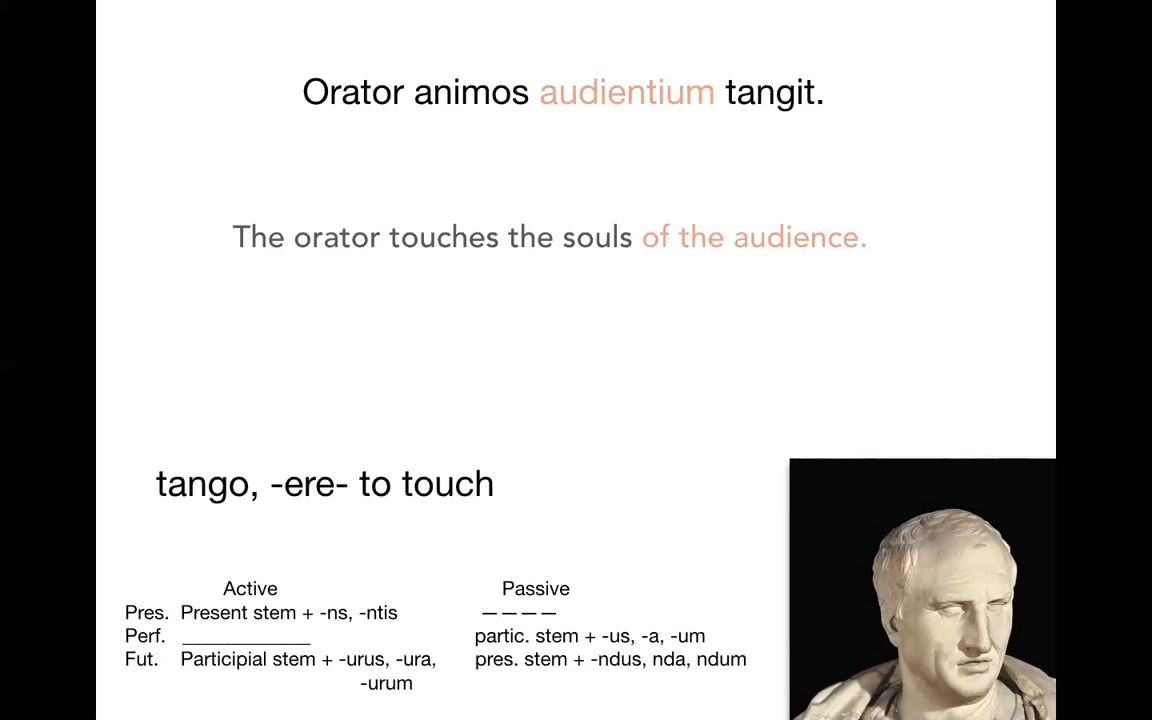 Orator animos audientium tangit.
The orator touches the souls of the audience.
tango, -ere- to touch
Active Passive
Pres. Present stem + -ns, -ntis ————
Perf. ____________ partic. stem + -us, -a, -um
Fut. Participial stem + -urus, -ura, pres. stem + -ndus, nda, ndum
-urum